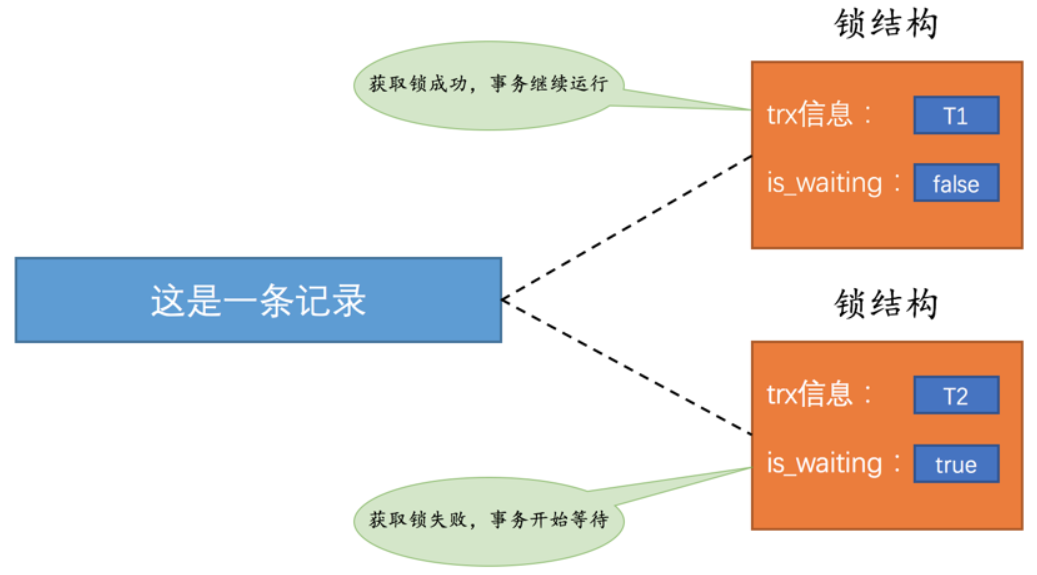 锁结构
获取锁成功，事务继续运行
trx信息： T1
is_waiting： false
这是一条记录
锁结构
trx信息： T2
is_waiting： true
获取锁失败，事务开始等待